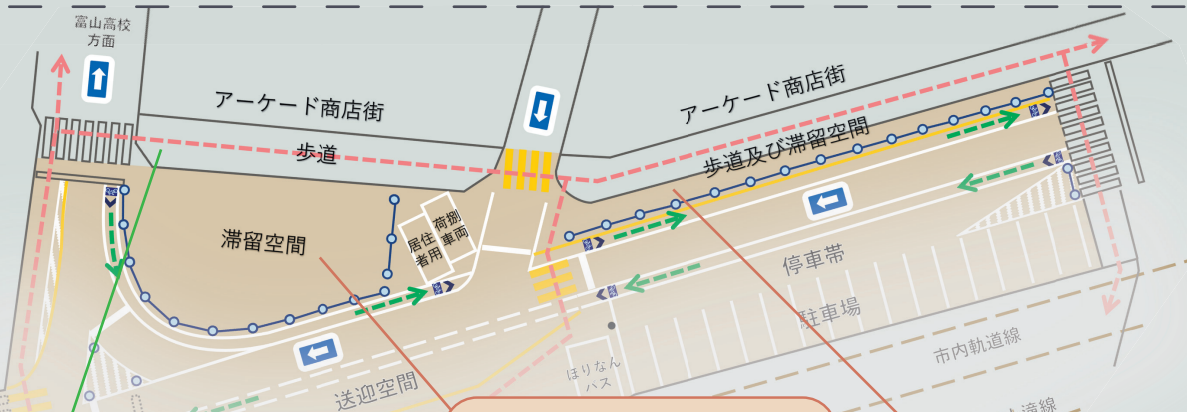 富山高校
方面
アーケード商店街
アーケード商店街
歩道
歩道及び滞留空間
滞留空間
居住
者用
荷捌
車両
停車帯
駐車場
市内軌道線
ほりなん
バス
送迎空間
滝線